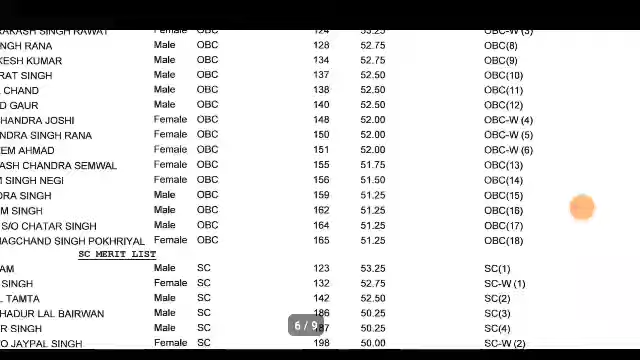 RAKASH SINGH RAWAT Female OBC 124 53.25 OBC-W (3)
NGH RANA Male OBC 128 52.75 OBC(8)
KESH KUMAR Male OBC 134 52.75 OBC(9)
RAT SINGH Male OBC 137 52.50 OBC(10)
CHAND Male OBC 138 52.50 OBC(11)
D GAUR Male OBC 140 52.50 OBC(12)
HANDRA JOSHI Female OBC 148 52.00 OBC-W (4)
NDRA SINGH RANA Female OBC 150 52.00 OBC-W (5)
EEM AHMAD Female OBC 151 52.00 OBC-W (6)
ASH CHANDRA SEMWAL Female OBC 155 51.75 OBC(13)
M SINGH NEGI Female OBC 156 51.50 OBC(14)
DRA SINGH Male OBC 159 51.25 OBC(15)
M SINGH Male OBC 162 51.25 OBC(16)
S/O CHATAR SINGH Male OBC 164 51.25 OBC(17)
HAGCHAND SINGH POKHRIYAL Female OBC 165 51.25 OBC(18)
SC MERIT LIST
AM Male SC 123 53.25 SC(1)
SINGH Female SC 132 52.75 SC-W (1)
L TAMTA Male SC 142 52.50 SC(2)
HADUR LAL BAIRWAN Male SC 186 50.25 SC(3)
R SINGH Male SC 187 50.25 SC(4)
6 / 9
/O JAYPAL SINGH Female SC 198 50.00 SC-W (2)